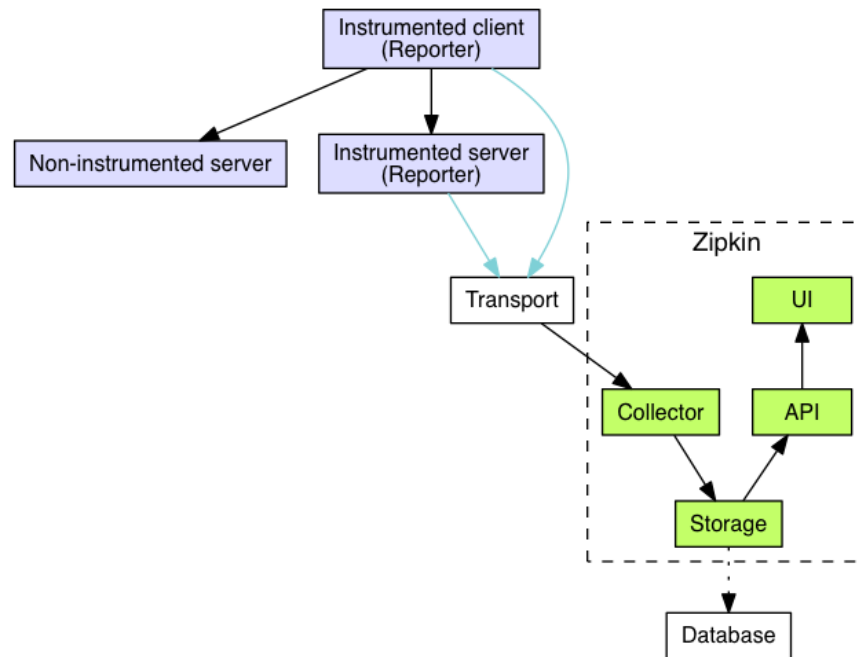 Instrumented client
(Reporter)
Non-instrumented server
Instrumented server
(Reporter)
Zipkin
Transport
UI
Collector
API
Storage
Database